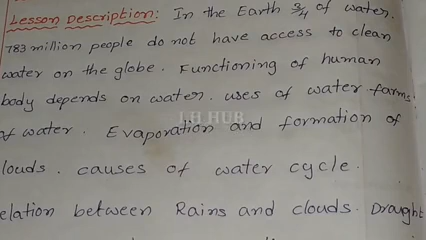 Lesson Description: In the Earth 3/4 of water.
783 million people do not have access to clean
water on the globe. Functioning of human
body depends on water. uses of water-farms
of water. Evaporation and formation of
J.H HUB
louds. causes of water cycle.
elation between Rains and clouds. Draught